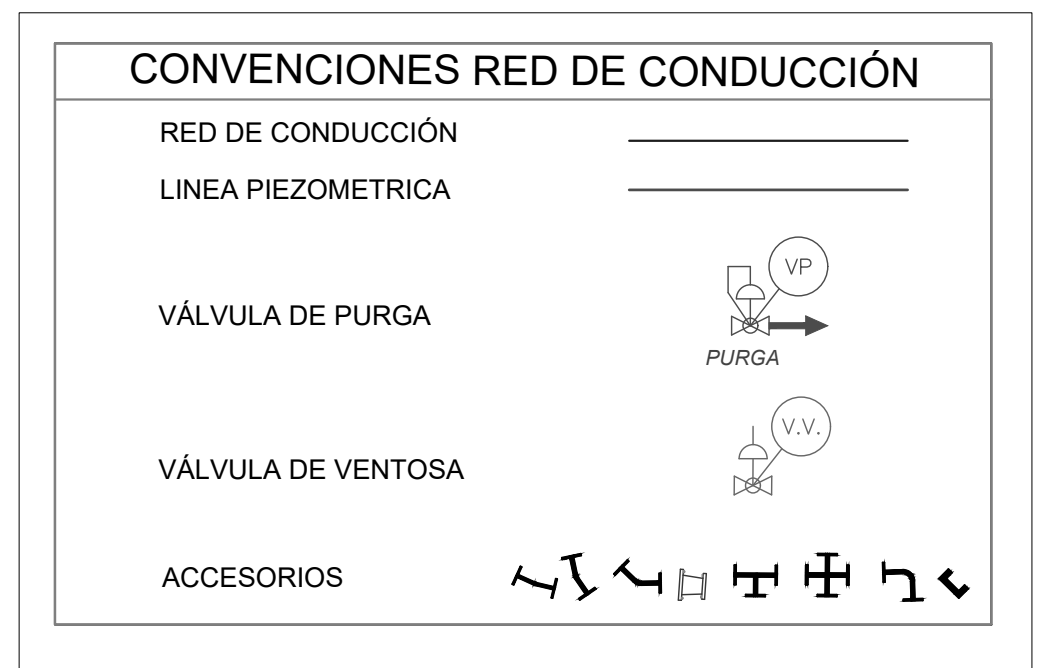 CONVENCIONES RED DE CONDUCCIÓN
RED DE CONDUCCIÓN
LINEA PIEZOMETRICA
VP
VÁLVULA DE PURGA
PURGA
V.V.
VÁLVULA DE VENTOSA
ACCESORIOS